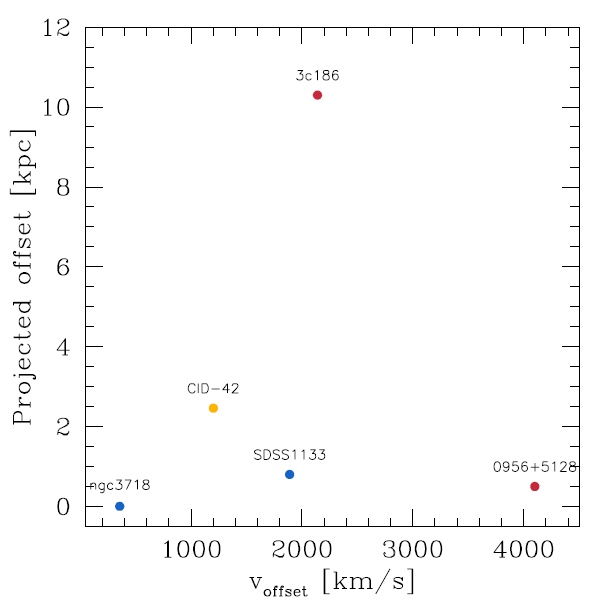 12
3c186
10
8
6
4
CID-42
2
SDSS1133
0956+5128
ngc3718
0
1000 2000 3000 4000
Projected offset [kpc]
voffset [km/s]